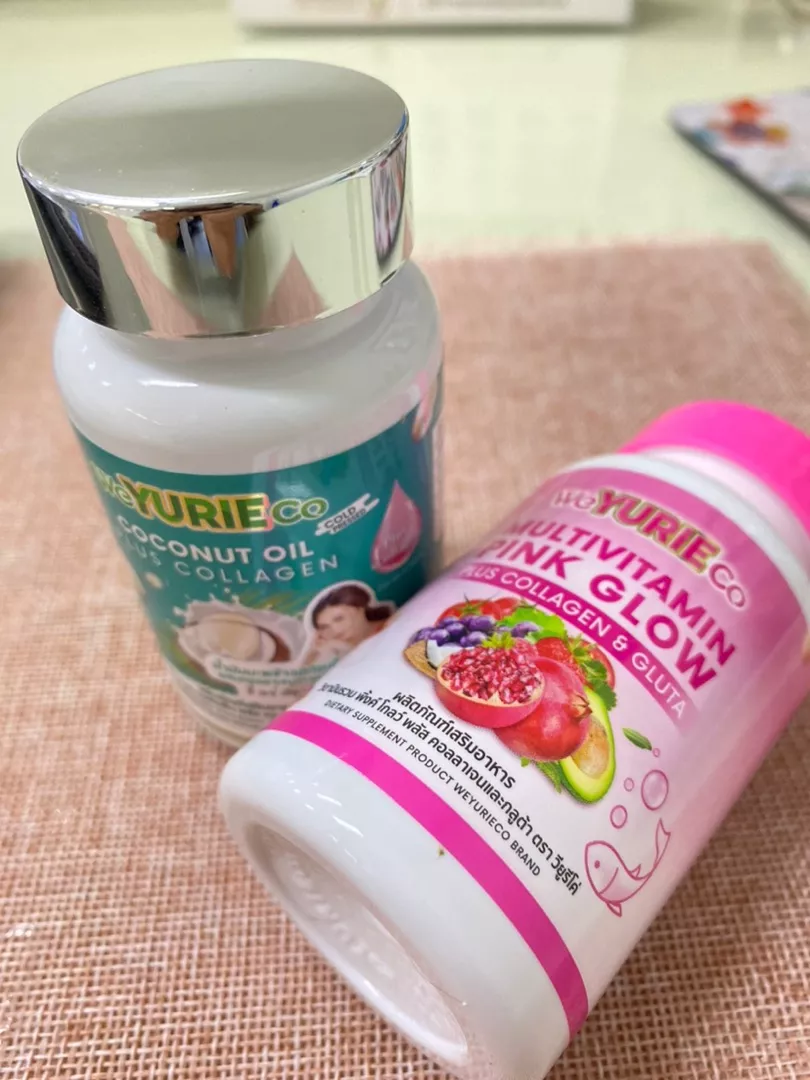 weYURIECO
COLD
PRESSED
COCONUT OIL
PLUS COLLAGEN
weYURIECO
MULTIVITAMIN
PINK GLOW
PLUS COLLAGEN & GLUTA
ผลิตภัณฑ์เสริมอาหาร
วิตามินรวม พิ้งค์ โกลว์ พลัส คอลลาเจนและกลูต้า ตรา วียูรีโค่
DIETARY SUPPLEMENT PRODUCT WEYURIECO BRAND